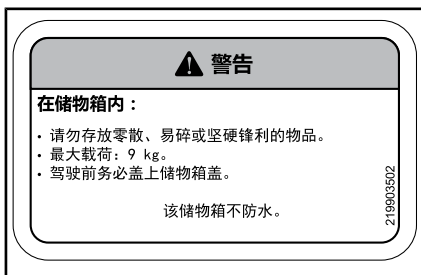 警告
在储物箱内：
· 请勿存放零散、易碎或坚硬锋利的物品。
· 最大载荷：9 kg。
· 驾驶前务必盖上储物箱盖。
该储物箱不防水。
219903502